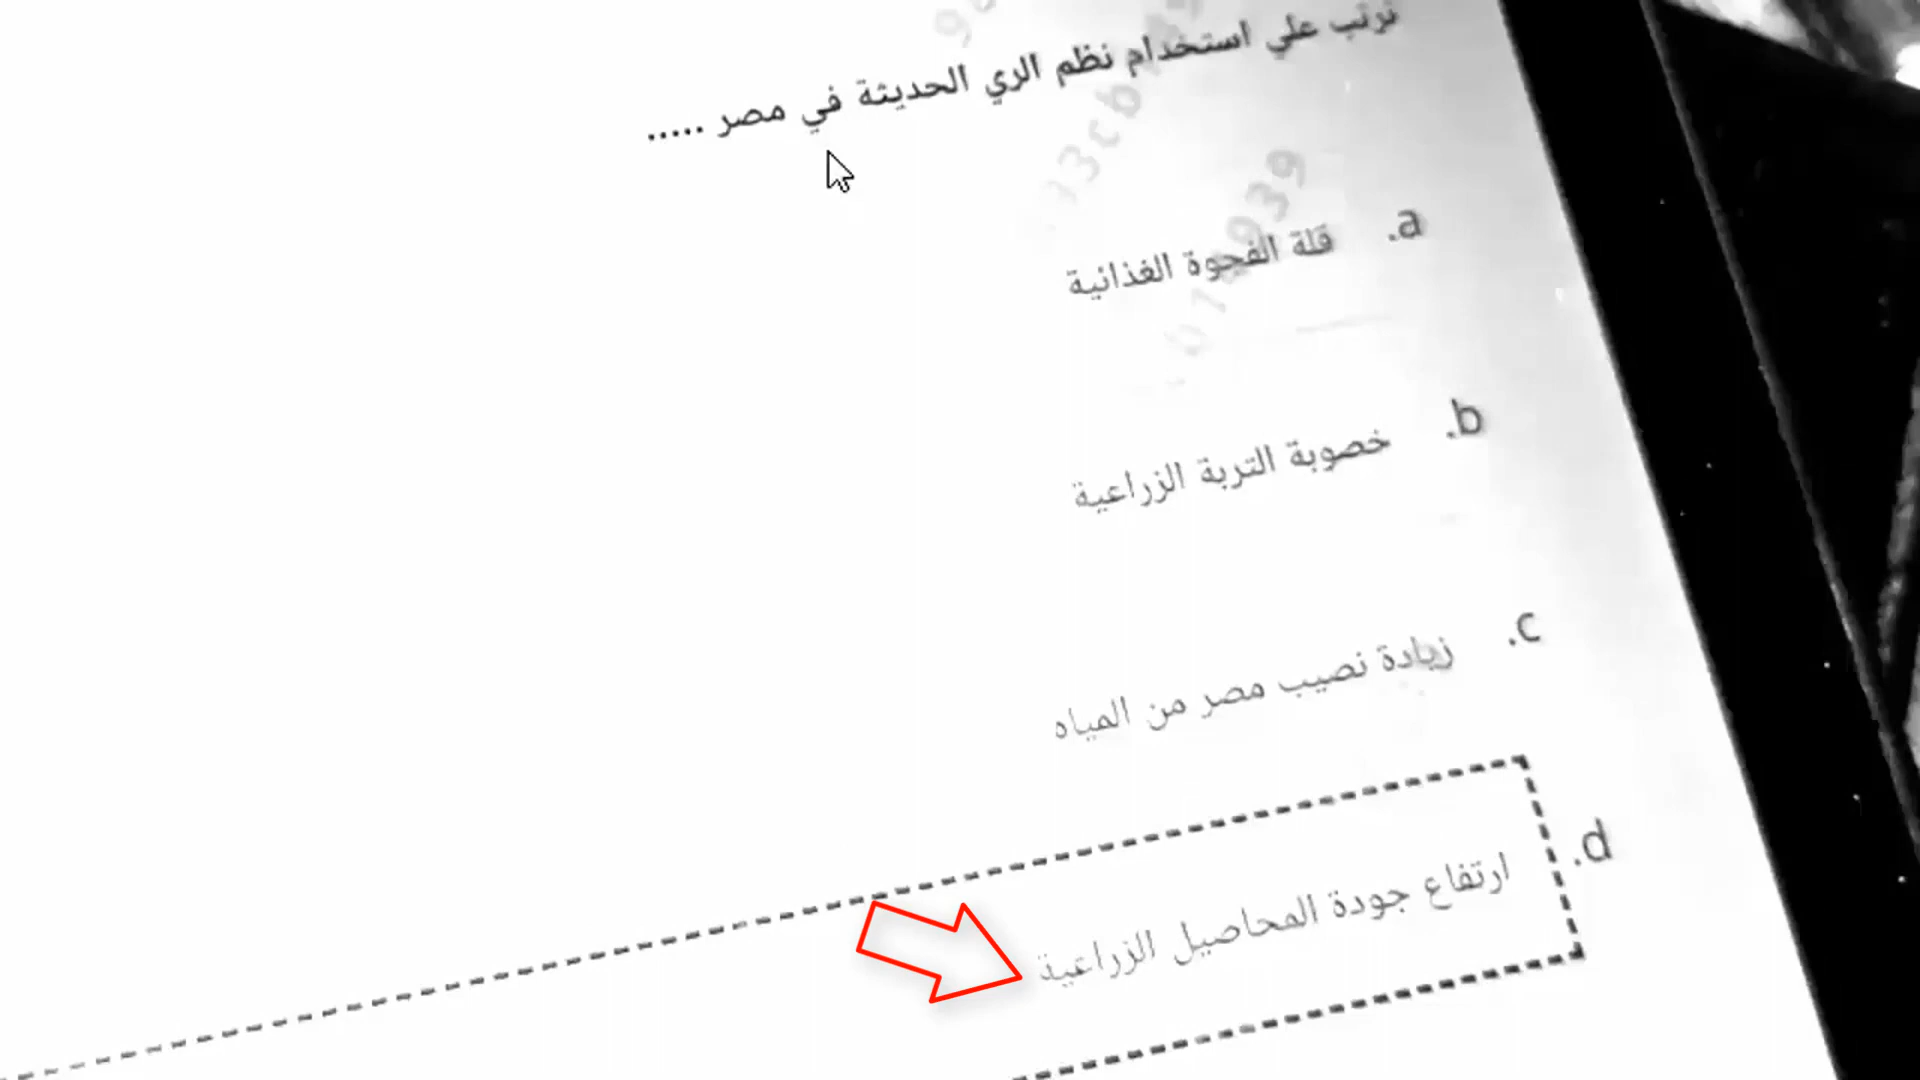 ترتب علي استخدام نظم الري الحديثة في مصر .....
a. قلة الفجوة الغذائية
b. خصوبة التربة الزراعية
c. زيادة نصيب مصر من المياه
d. ارتفاع جودة المحاصيل الزراعية